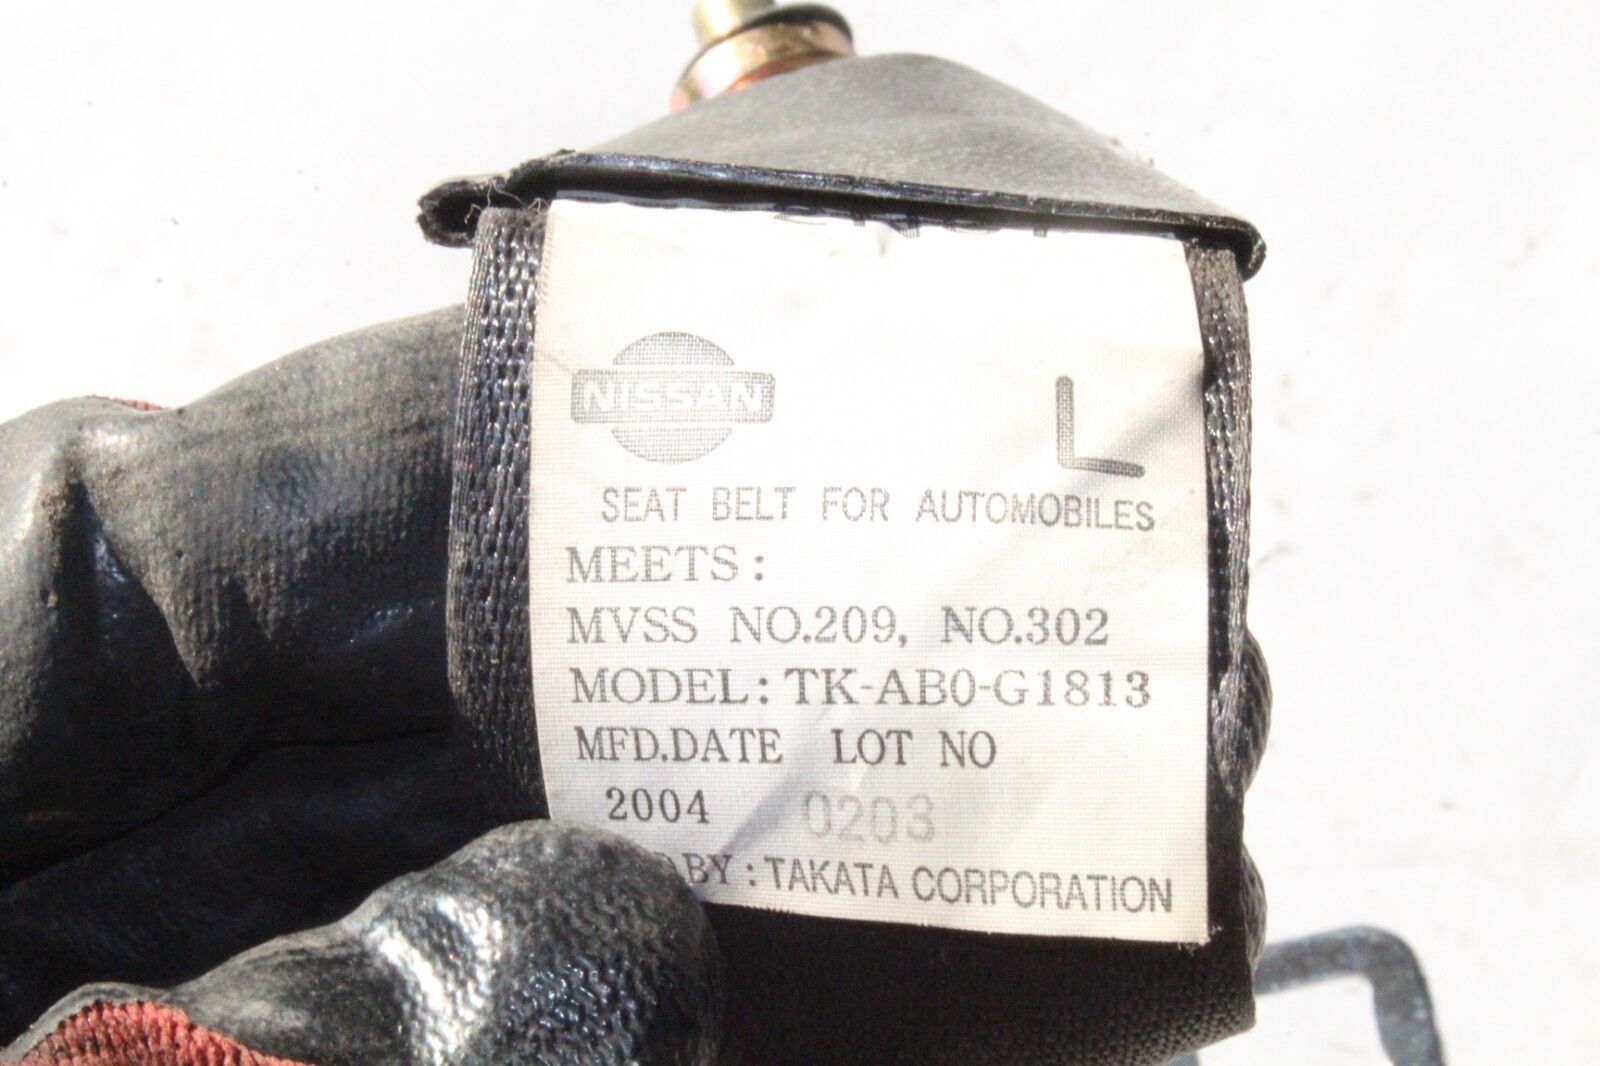 NISSAN
L
SEAT BELT FOR AUTOMOBILES
MEETS:
MVSS NO.209, NO.302
MODEL: TK-AB0-G1813
MFD.DATE LOT NO
2004 0203
BY: TAKATA CORPORATION